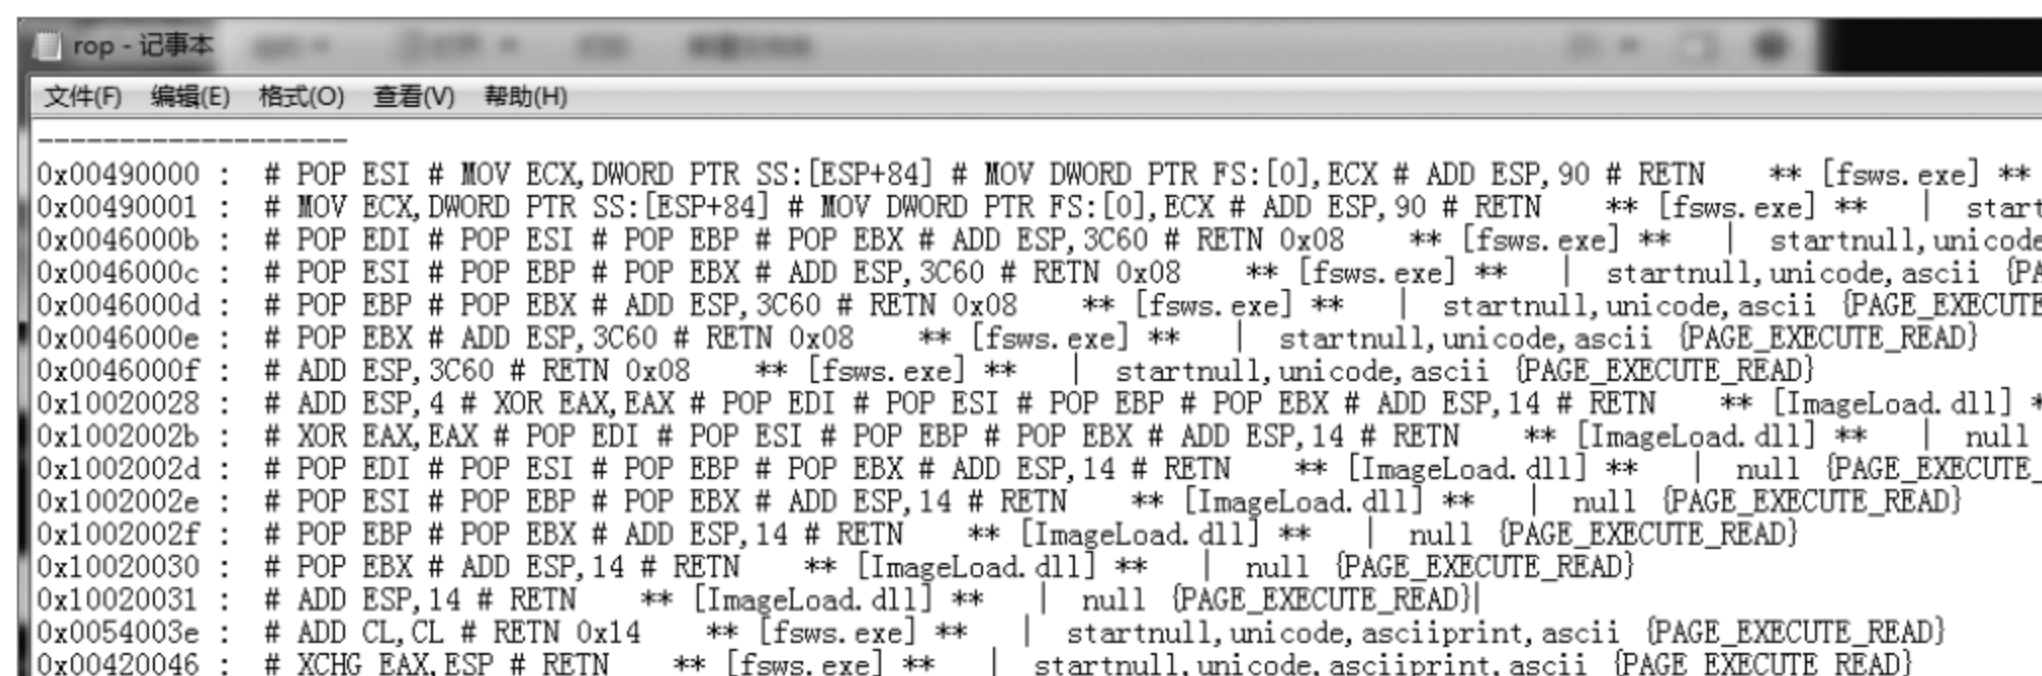 rop - 记事本
文件(F) 编辑(E) 格式(O) 查看(V) 帮助(H)
-------------------
0x00490000 : # POP ESI # MOV ECX,DWORD PTR SS:[ESP+84] # MOV DWORD PTR FS:[0],ECX # ADD ESP,90 # RETN ** [fsws.exe] **
0x00490001 : # MOV ECX,DWORD PTR SS:[ESP+84] # MOV DWORD PTR FS:[0],ECX # ADD ESP,90 # RETN ** [fsws.exe] ** | start
0x0046000b : # POP EDI # POP ESI # POP EBP # POP EBX # ADD ESP,3C60 # RETN 0x08 ** [fsws.exe] ** | startnull,unicode
0x0046000c : # POP ESI # POP EBP # POP EBX # ADD ESP,3C60 # RETN 0x08 ** [fsws.exe] ** | startnull,unicode,ascii {PA
0x0046000d : # POP EBP # POP EBX # ADD ESP,3C60 # RETN 0x08 ** [fsws.exe] ** | startnull,unicode,ascii {PAGE_EXECUTE
0x0046000e : # POP EBX # ADD ESP,3C60 # RETN 0x08 ** [fsws.exe] ** | startnull,unicode,ascii {PAGE_EXECUTE_READ}
0x0046000f : # ADD ESP,3C60 # RETN 0x08 ** [fsws.exe] ** | startnull,unicode,ascii {PAGE_EXECUTE_READ}
0x10020028 : # ADD ESP,4 # XOR EAX,EAX # POP EDI # POP ESI # POP EBP # POP EBX # ADD ESP,14 # RETN ** [ImageLoad.dll] *
0x1002002b : # XOR EAX,EAX # POP EDI # POP ESI # POP EBP # POP EBX # ADD ESP,14 # RETN ** [ImageLoad.dll] ** | null
0x1002002d : # POP EDI # POP ESI # POP EBP # POP EBX # ADD ESP,14 # RETN ** [ImageLoad.dll] ** | null {PAGE_EXECUTE_
0x1002002e : # POP ESI # POP EBP # POP EBX # ADD ESP,14 # RETN ** [ImageLoad.dll] ** | null {PAGE_EXECUTE_READ}
0x1002002f : # POP EBP # POP EBX # ADD ESP,14 # RETN ** [ImageLoad.dll] ** | null {PAGE_EXECUTE_READ}
0x10020030 : # POP EBX # ADD ESP,14 # RETN ** [ImageLoad.dll] ** | null {PAGE_EXECUTE_READ}
0x10020031 : # ADD ESP,14 # RETN ** [ImageLoad.dll] ** | null {PAGE_EXECUTE_READ}
0x0054003e : # ADD CL,CL # RETN 0x14 ** [fsws.exe] ** | startnull,unicode,asciiprint,ascii {PAGE_EXECUTE_READ}
0x00420046 : # XCHG EAX,ESP # RETN ** [fsws.exe] ** | startnull,unicode,asciiprint,ascii {PAGE_EXECUTE_READ}